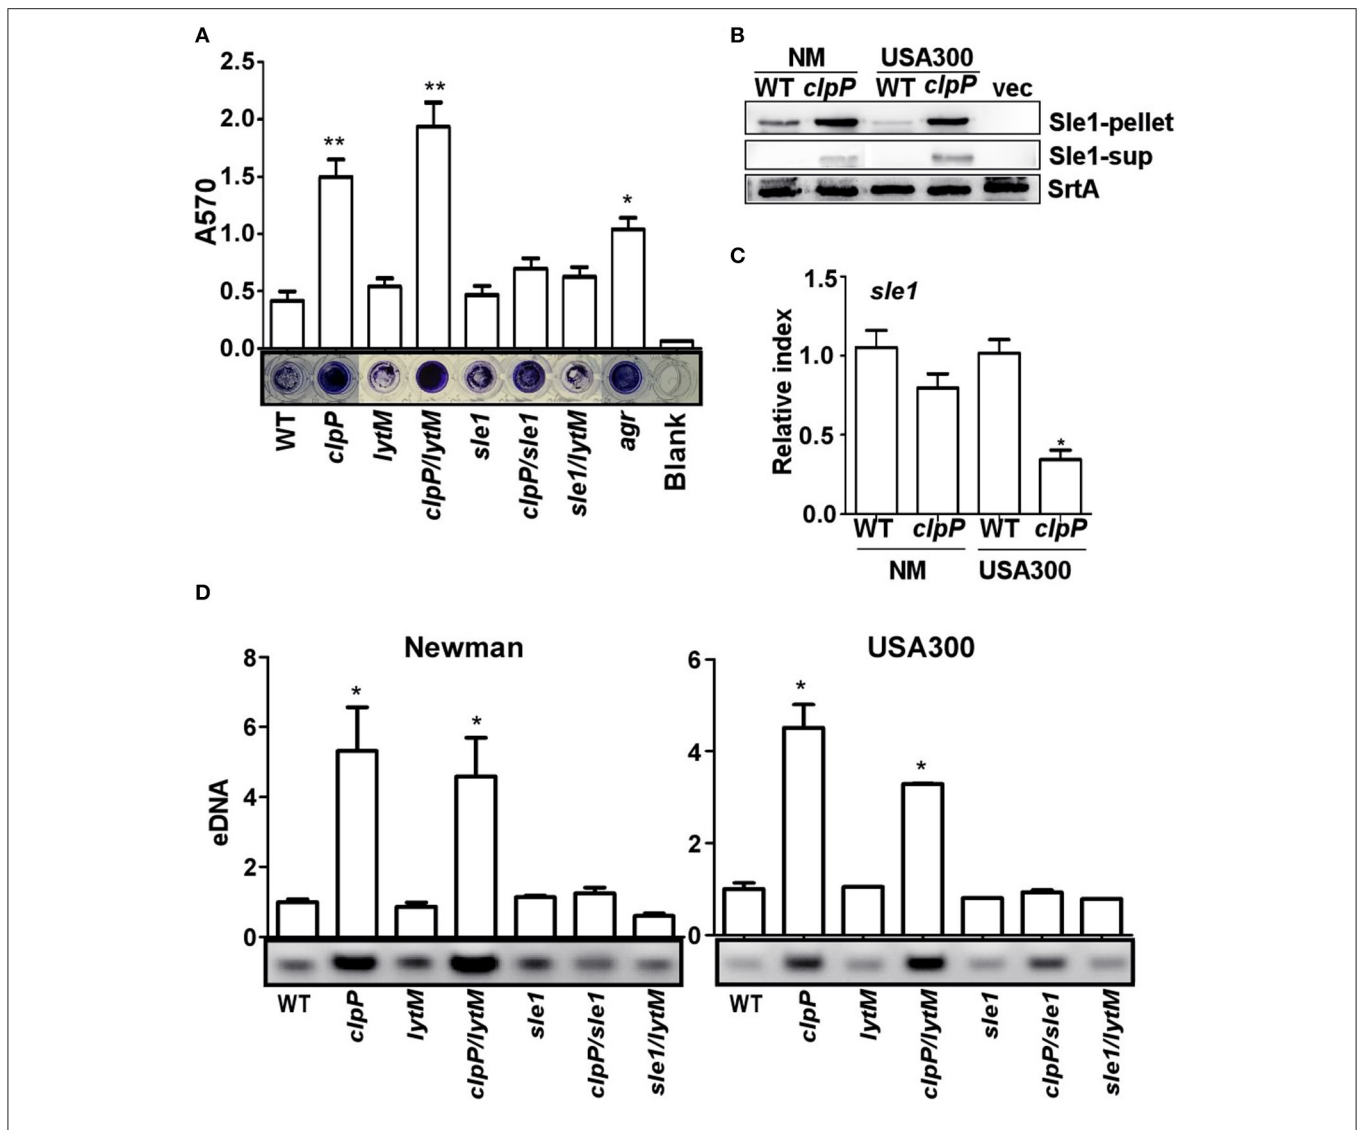 A
A570
2.5
2.0
1.5
1.0
0.5
0.0
**
**
*
WT
clpP
lytM
clpP/lytM
sle1
clpP/sle1
sle1/lytM
agr
Blank
B
NM USA300
WT clpP WT clpP vec
Sle1-pellet
Sle1-sup
SrtA
C
Relative index
1.5
1.0
0.5
0.0
sle1
*
WT clpP WT clpP
NM USA300
D
Newman
eDNA
8
6
4
2
0
*
*
WT
clpP
lytM
clpP/lytM
sle1
clpP/sle1
sle1/lytM
USA300
6
4
2
0
*
*
WT
clpP
lytM
clpP/lytM
sle1
clpP/sle1
sle1/lytM